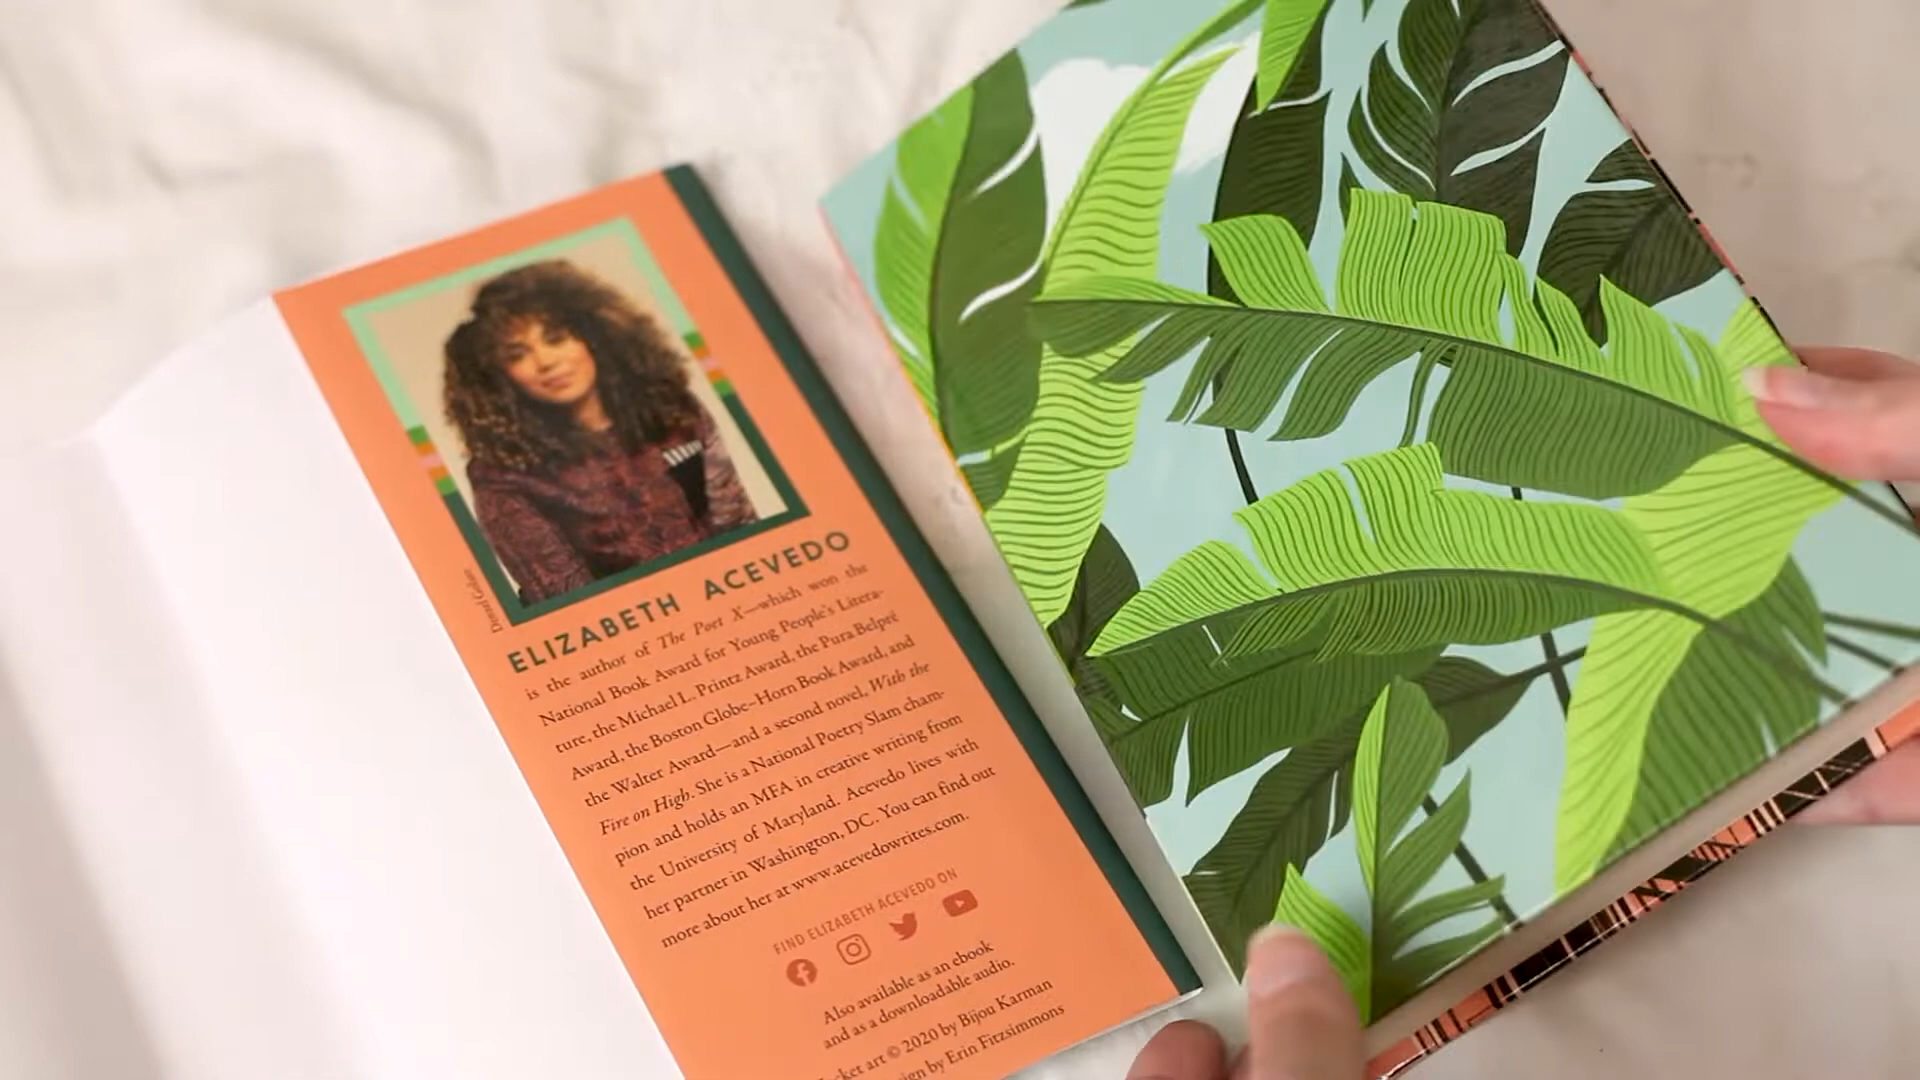 Dinzel Golatt
ELIZABETH ACEVEDO
is the author of The Poet X—which won the
National Book Award for Young People's Litera-
ture, the Michael L. Printz Award, the Pura Belpré
Award, the Boston Globe–Horn Book Award, and
the Walter Award—and a second novel, With the
Fire on High. She is a National Poetry Slam cham-
pion and holds an MFA in creative writing from
the University of Maryland. Acevedo lives with
her partner in Washington, DC. You can find out
more about her at www.acevedowrites.com.
FIND ELIZABETH ACEVEDO ON
Also available as an ebook
and as a downloadable audio.
art © 2020 by Bijou Karman
by Erin Fitzsimmons